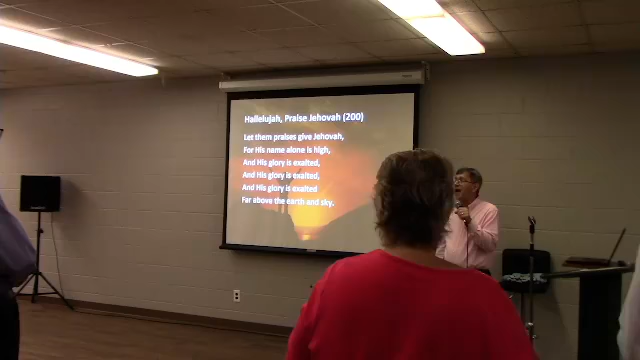 Hallelujah, Praise Jehovah (200)
Let them praises give Jehovah,
For His name alone is high,
And His glory is exalted,
And His glory is exalted,
And His glory is exalted
Far above the earth and sky.